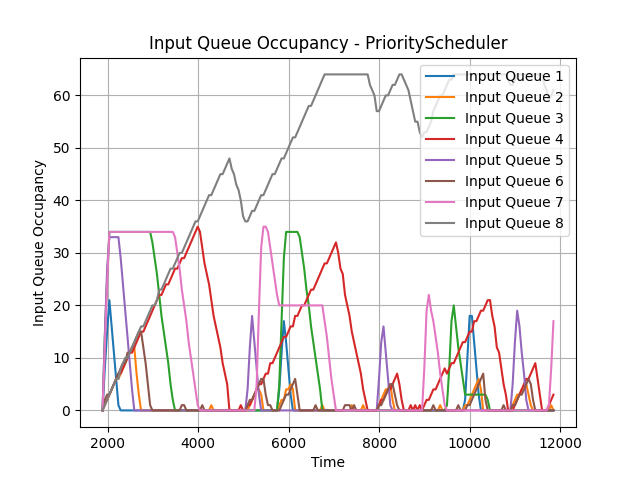 Input Queue Occupancy - PriorityScheduler
Input Queue Occupancy
60
50
40
30
20
10
0
Input Queue 1
Input Queue 2
Input Queue 3
Input Queue 4
Input Queue 5
Input Queue 6
Input Queue 7
Input Queue 8
2000 4000 6000 8000 10000 12000
Time